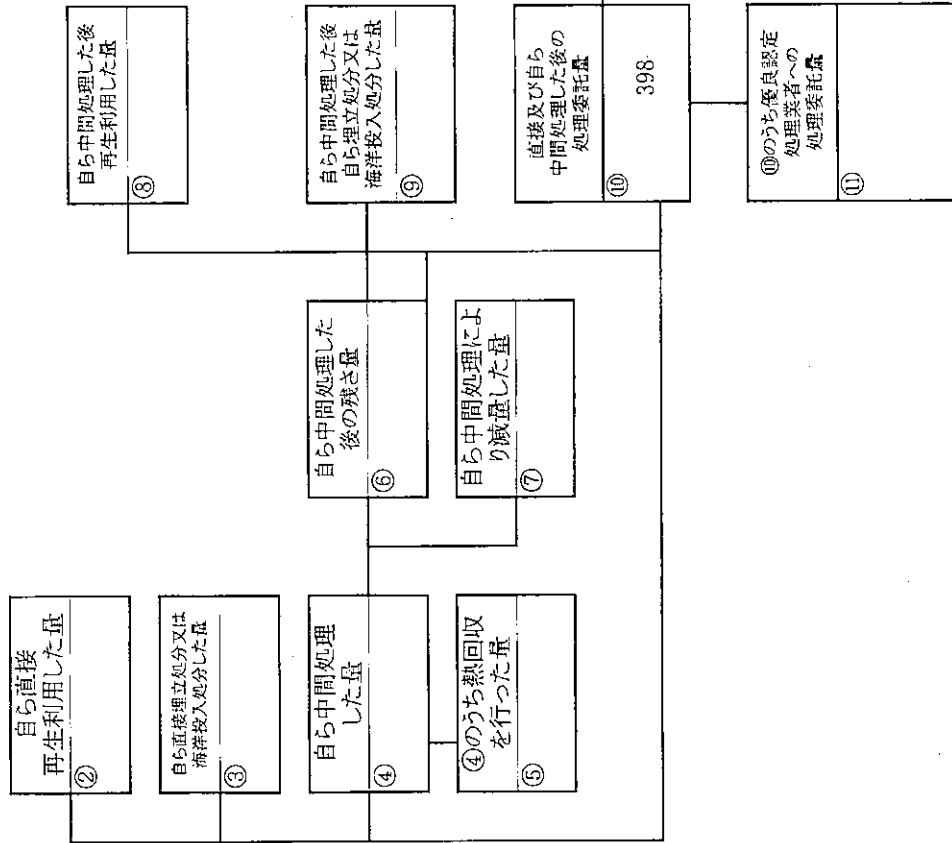 自ら直接
再生利用した量
②
自ら直接埋立処分又は
海洋投入処分した量
③
自ら中間処理
した量
④
④のうち熱回収
を行った量
⑤
自ら中間処理した
後の残さ量
⑥
自ら中間処理によ
り減量した量
⑦
自ら中間処理した後
再生利用した量
⑧
自ら中間処理した後
自ら埋立処分又は
海洋投入処分した量
⑨
直接及び自ら
中間処理した後の
処理委託量
⑩
398
⑩のうち優良認定
処理業者への
処理委託量
⑪